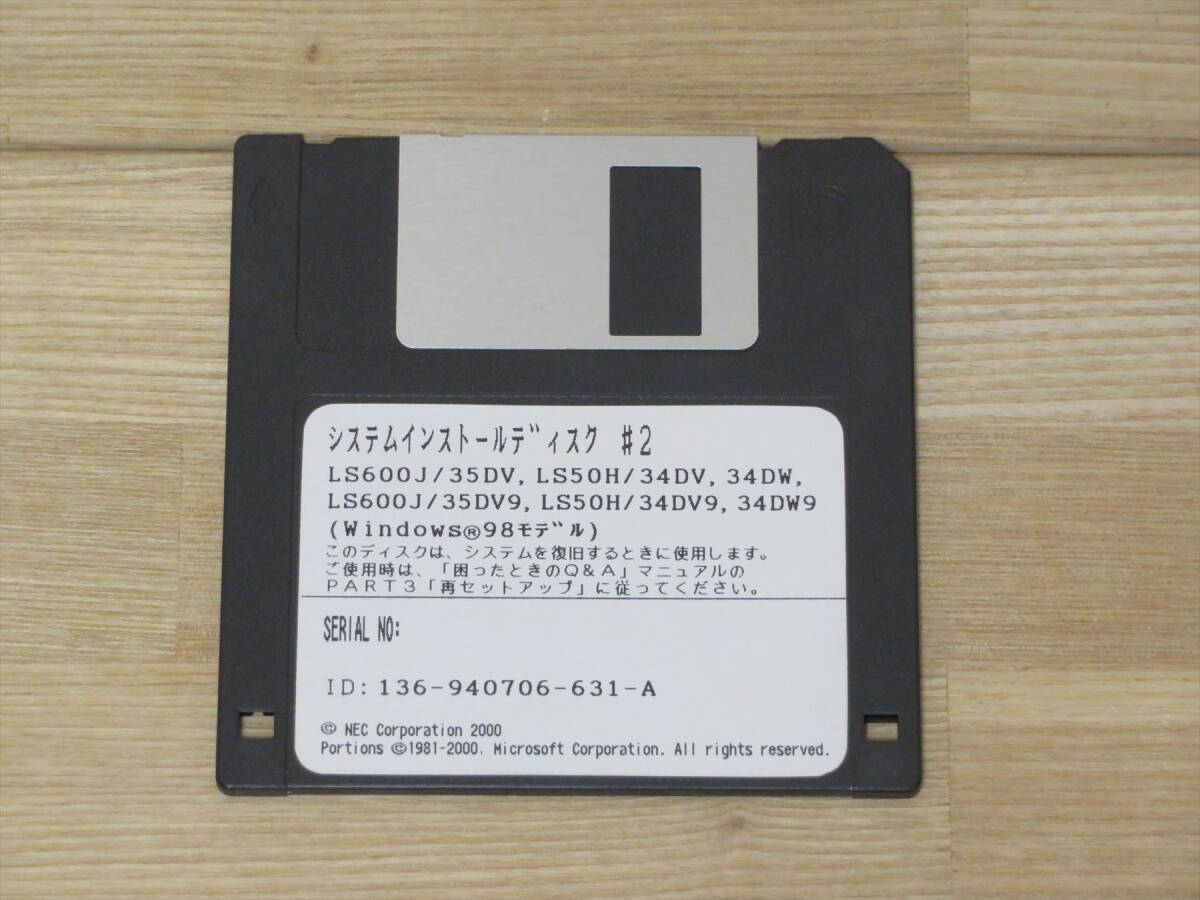 HD
システムインストールディスク #2
LS600J/35DV, LS50H/34DV, 34DW,
LS600J/35DV9, LS50H/34DV9, 34DW9
(Windows®98モデル)
このディスクは、システムを復旧するときに使用します。
ご使用時は、「困ったときのQ&A」マニュアルの
PART3「再セットアップ」に従ってください。
SERIAL NO:
ID: 136-940706-631-A
© NEC Corporation 2000
Portions ©1981-2000. Microsoft Corporation. All rights reserved.